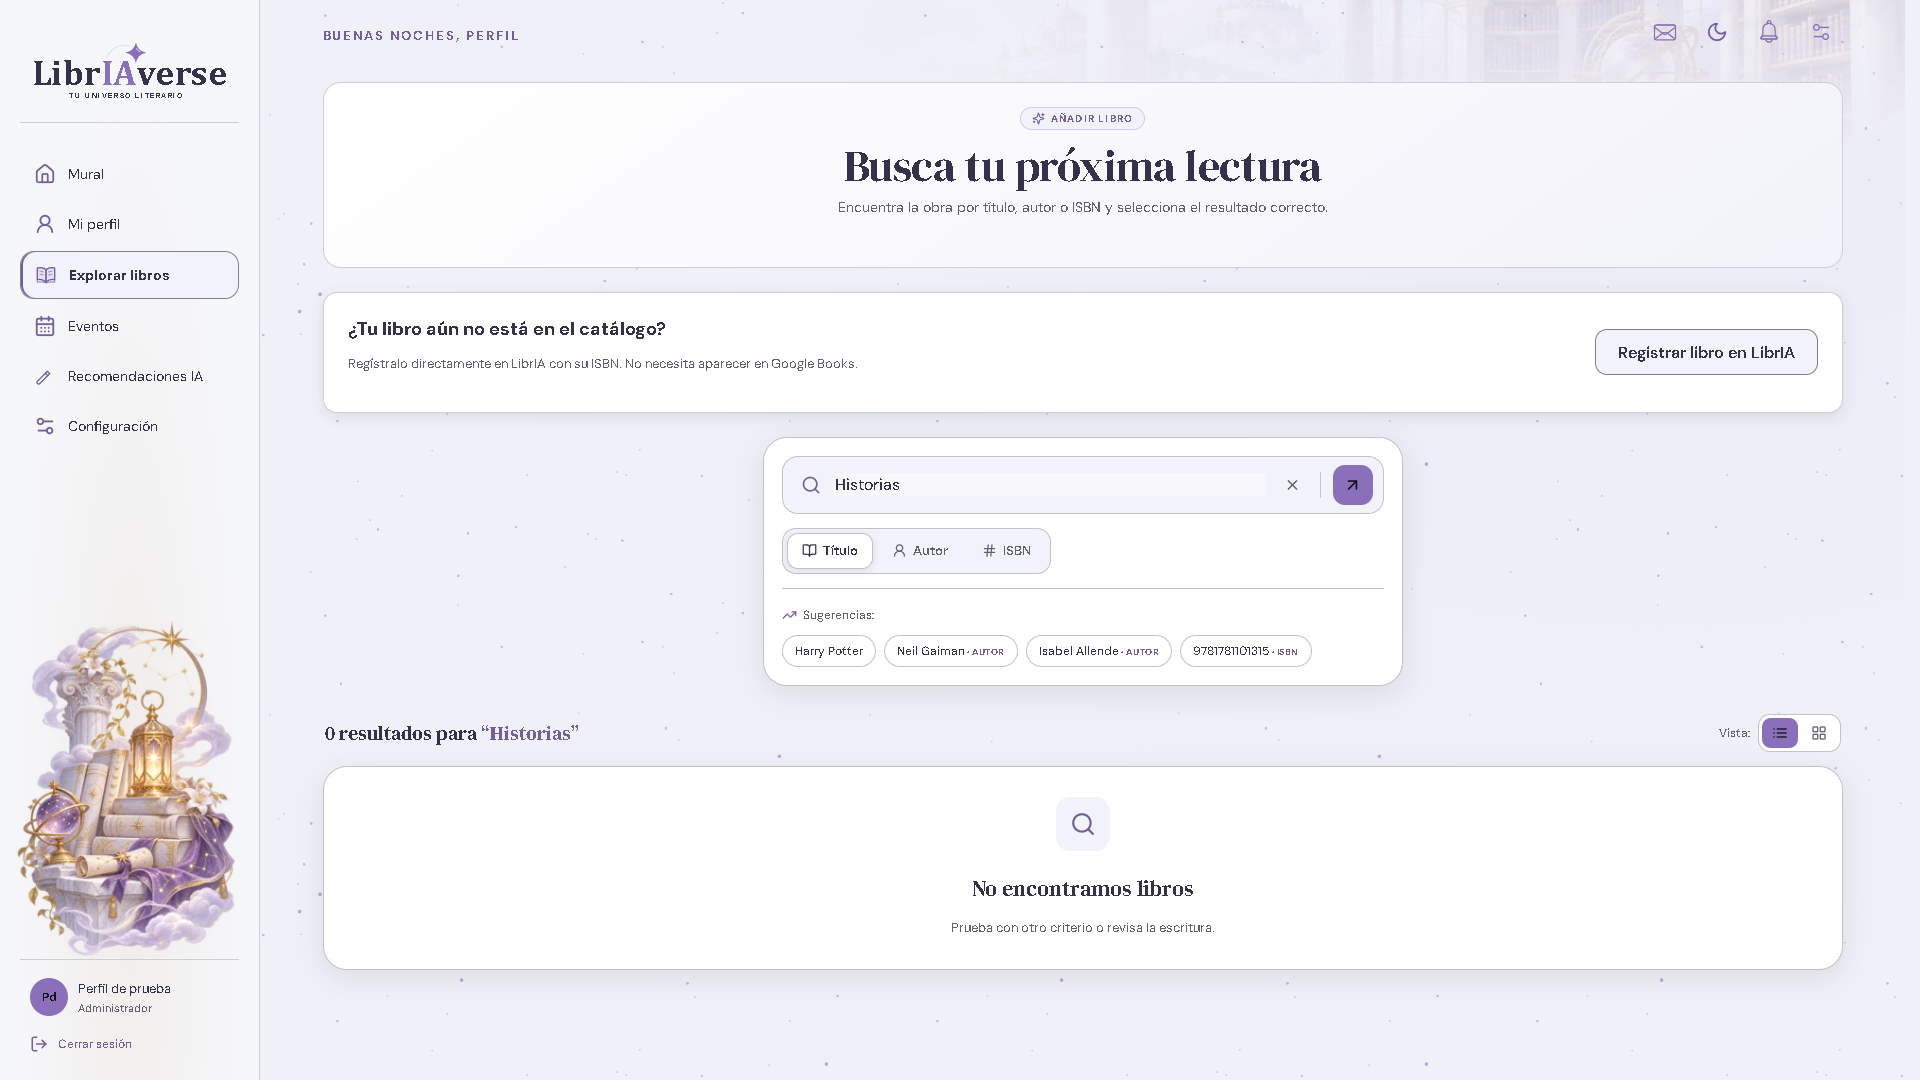 LibrIAverse
TU UNIVERSO LITERARIO
Mural
Mi perfil
Explorar libros
Eventos
Recomendaciones IA
Configuración
Pd
Perfil de prueba
Administrador
Cerrar sesión
BUENAS NOCHES, PERFIL
AÑADIR LIBRO
Busca tu próxima lectura
Encuentra la obra por título, autor o ISBN y selecciona el resultado correcto.
¿Tu libro aún no está en el catálogo?
Regístralo directamente en LibrIA con su ISBN. No necesita aparecer en Google Books.
Registrar libro en LibrIA
Historias
Título Autor # ISBN
Sugerencias:
Harry Potter Neil Gaiman · AUTOR Isabel Allende · AUTOR 9781781101315 · ISBN
0 resultados para “Historias”
Vista:
No encontramos libros
Prueba con otro criterio o revisa la escritura.